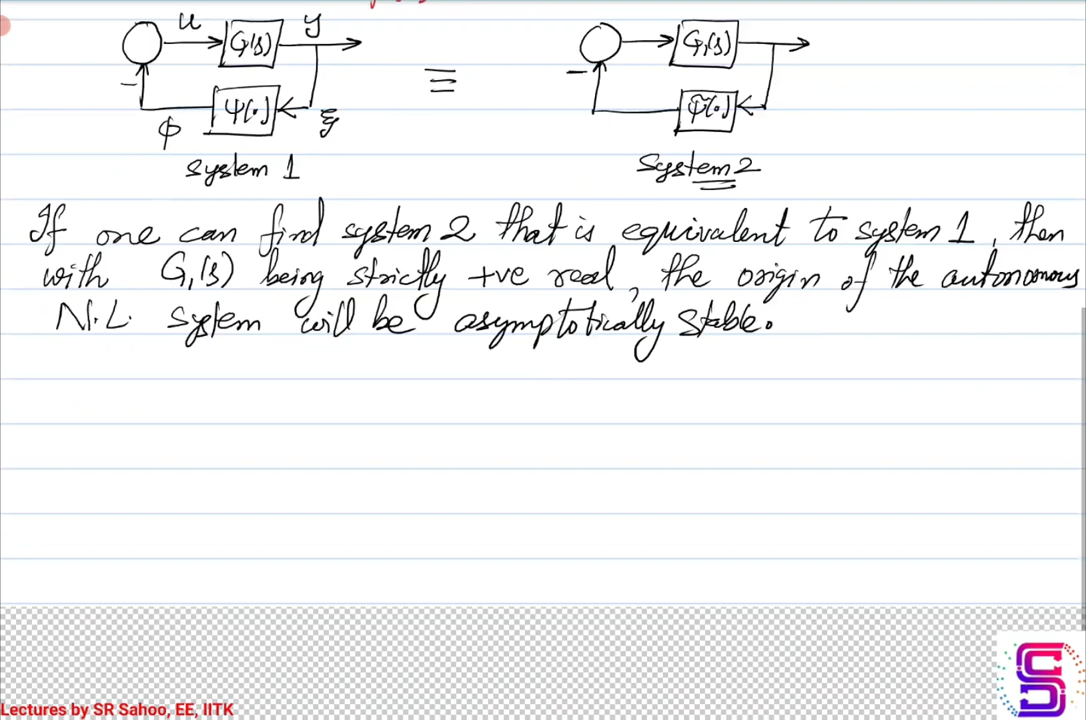 u G(s) y
≡
G₁(s)
−
ψ(.)
ϕ
ξ
−
ψ̃(.)
System 1
System 2
If one can find system 2 that is equivalent to system 1, then
with G₁(s) being strictly +ve real, the origin of the autonomous
N.L. system will be asymptotically stable.
Lectures by SR Sahoo, EE, IITK